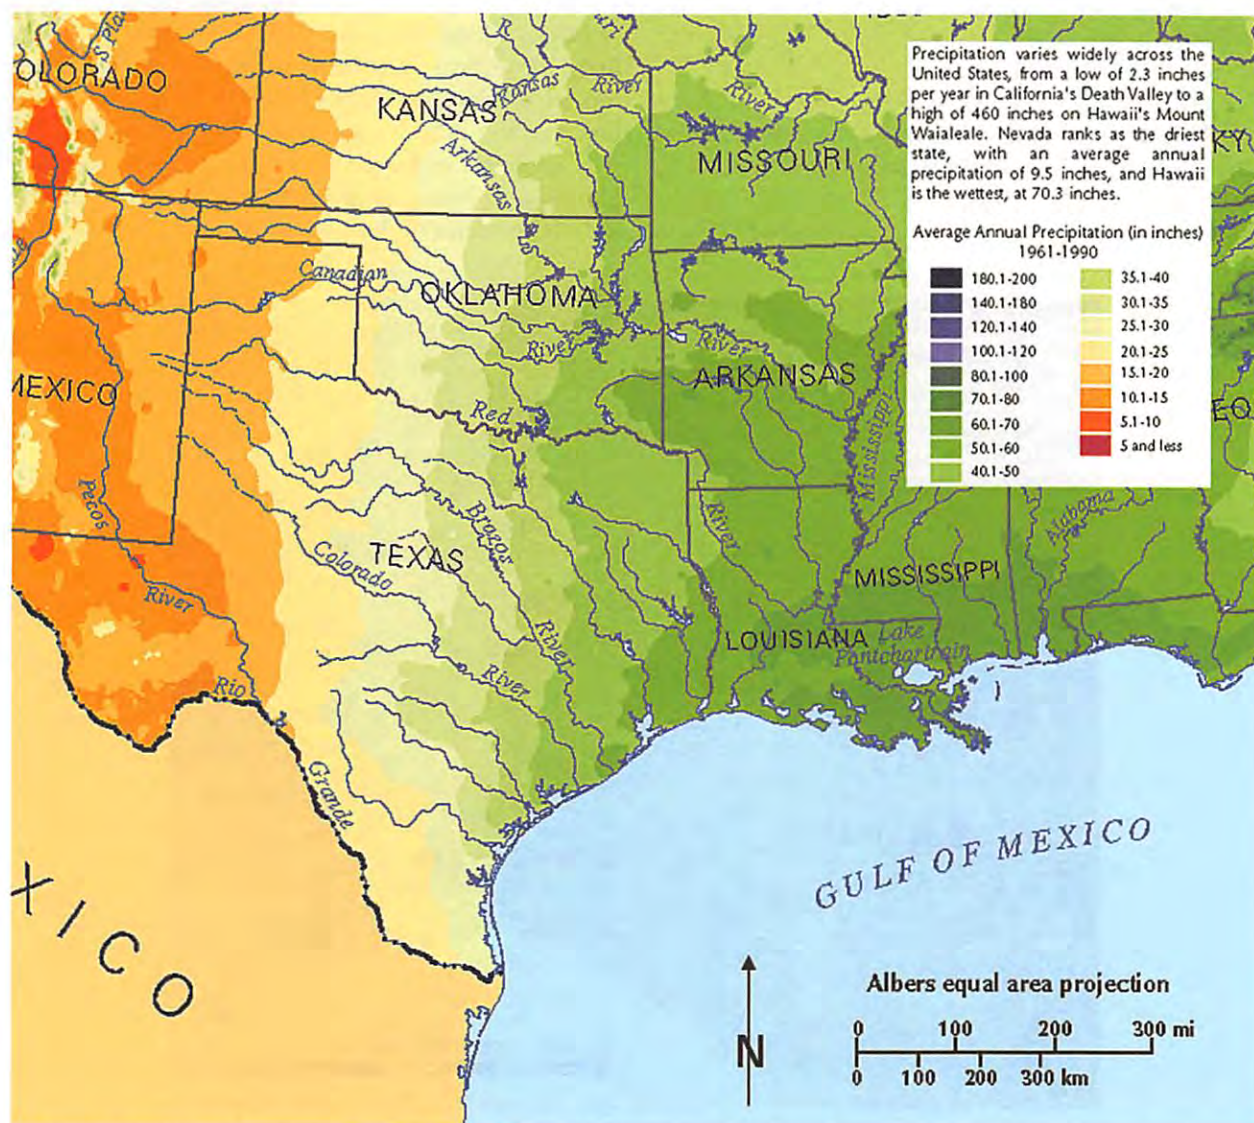 S Pla
OLORADO
KANSAS
Kansas River
uri
River
Arkansas
MISSOURI
KY
Precipitation varies widely across the
United States, from a low of 2.3 inches
per year in California's Death Valley to a
high of 460 inches on Hawaii's Mount
Waialeale. Nevada ranks as the driest
state, with an average annual
precipitation of 9.5 inches, and Hawaii
is the wettest, at 70.3 inches.
Average Annual Precipitation (in inches)
1961-1990
180.1-200
140.1-180
120.1-140
100.1-120
80.1-100
70.1-80
60.1-70
50.1-60
40.1-50
35.1-40
30.1-35
25.1-30
20.1-25
15.1-20
10.1-15
5.1-10
5 and less
Canadian
OKLAHOMA
River
River
ARKANSAS
MEXICO
Red
Mississippi
EO
Pecos
Brazos
River
Alabama
Colorado
TEXAS
MISSISSIPPI
River
River
LOUISIANA
Lake
Pontchartrain
Rio
River
Grande
GULF OF MEXICO
XICO
Albers equal area projection
0 100 200 300 mi
N
0 100 200 300 km